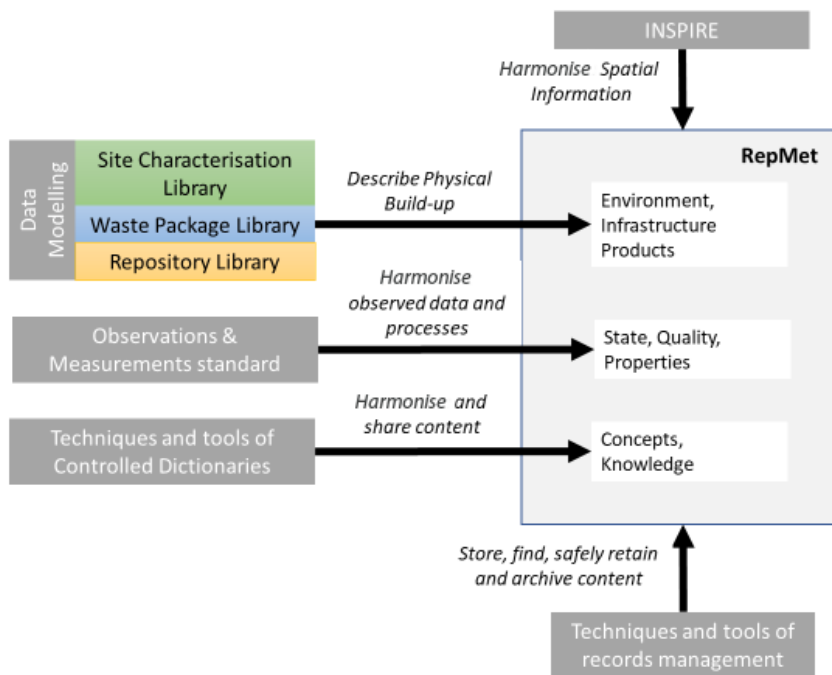 INSPIRE
Harmonise Spatial
Information
RepMet
Data
Modelling
Site Characterisation
Library
Waste Package Library
Repository Library
Describe Physical
Build-up
Environment,
Infrastructure
Products
Observations &
Measurements standard
Harmonise
observed data and
processes
State, Quality,
Properties
Techniques and tools of
Controlled Dictionaries
Harmonise and
share content
Concepts,
Knowledge
Store, find, safely retain
and archive content
Techniques and tools of
records management